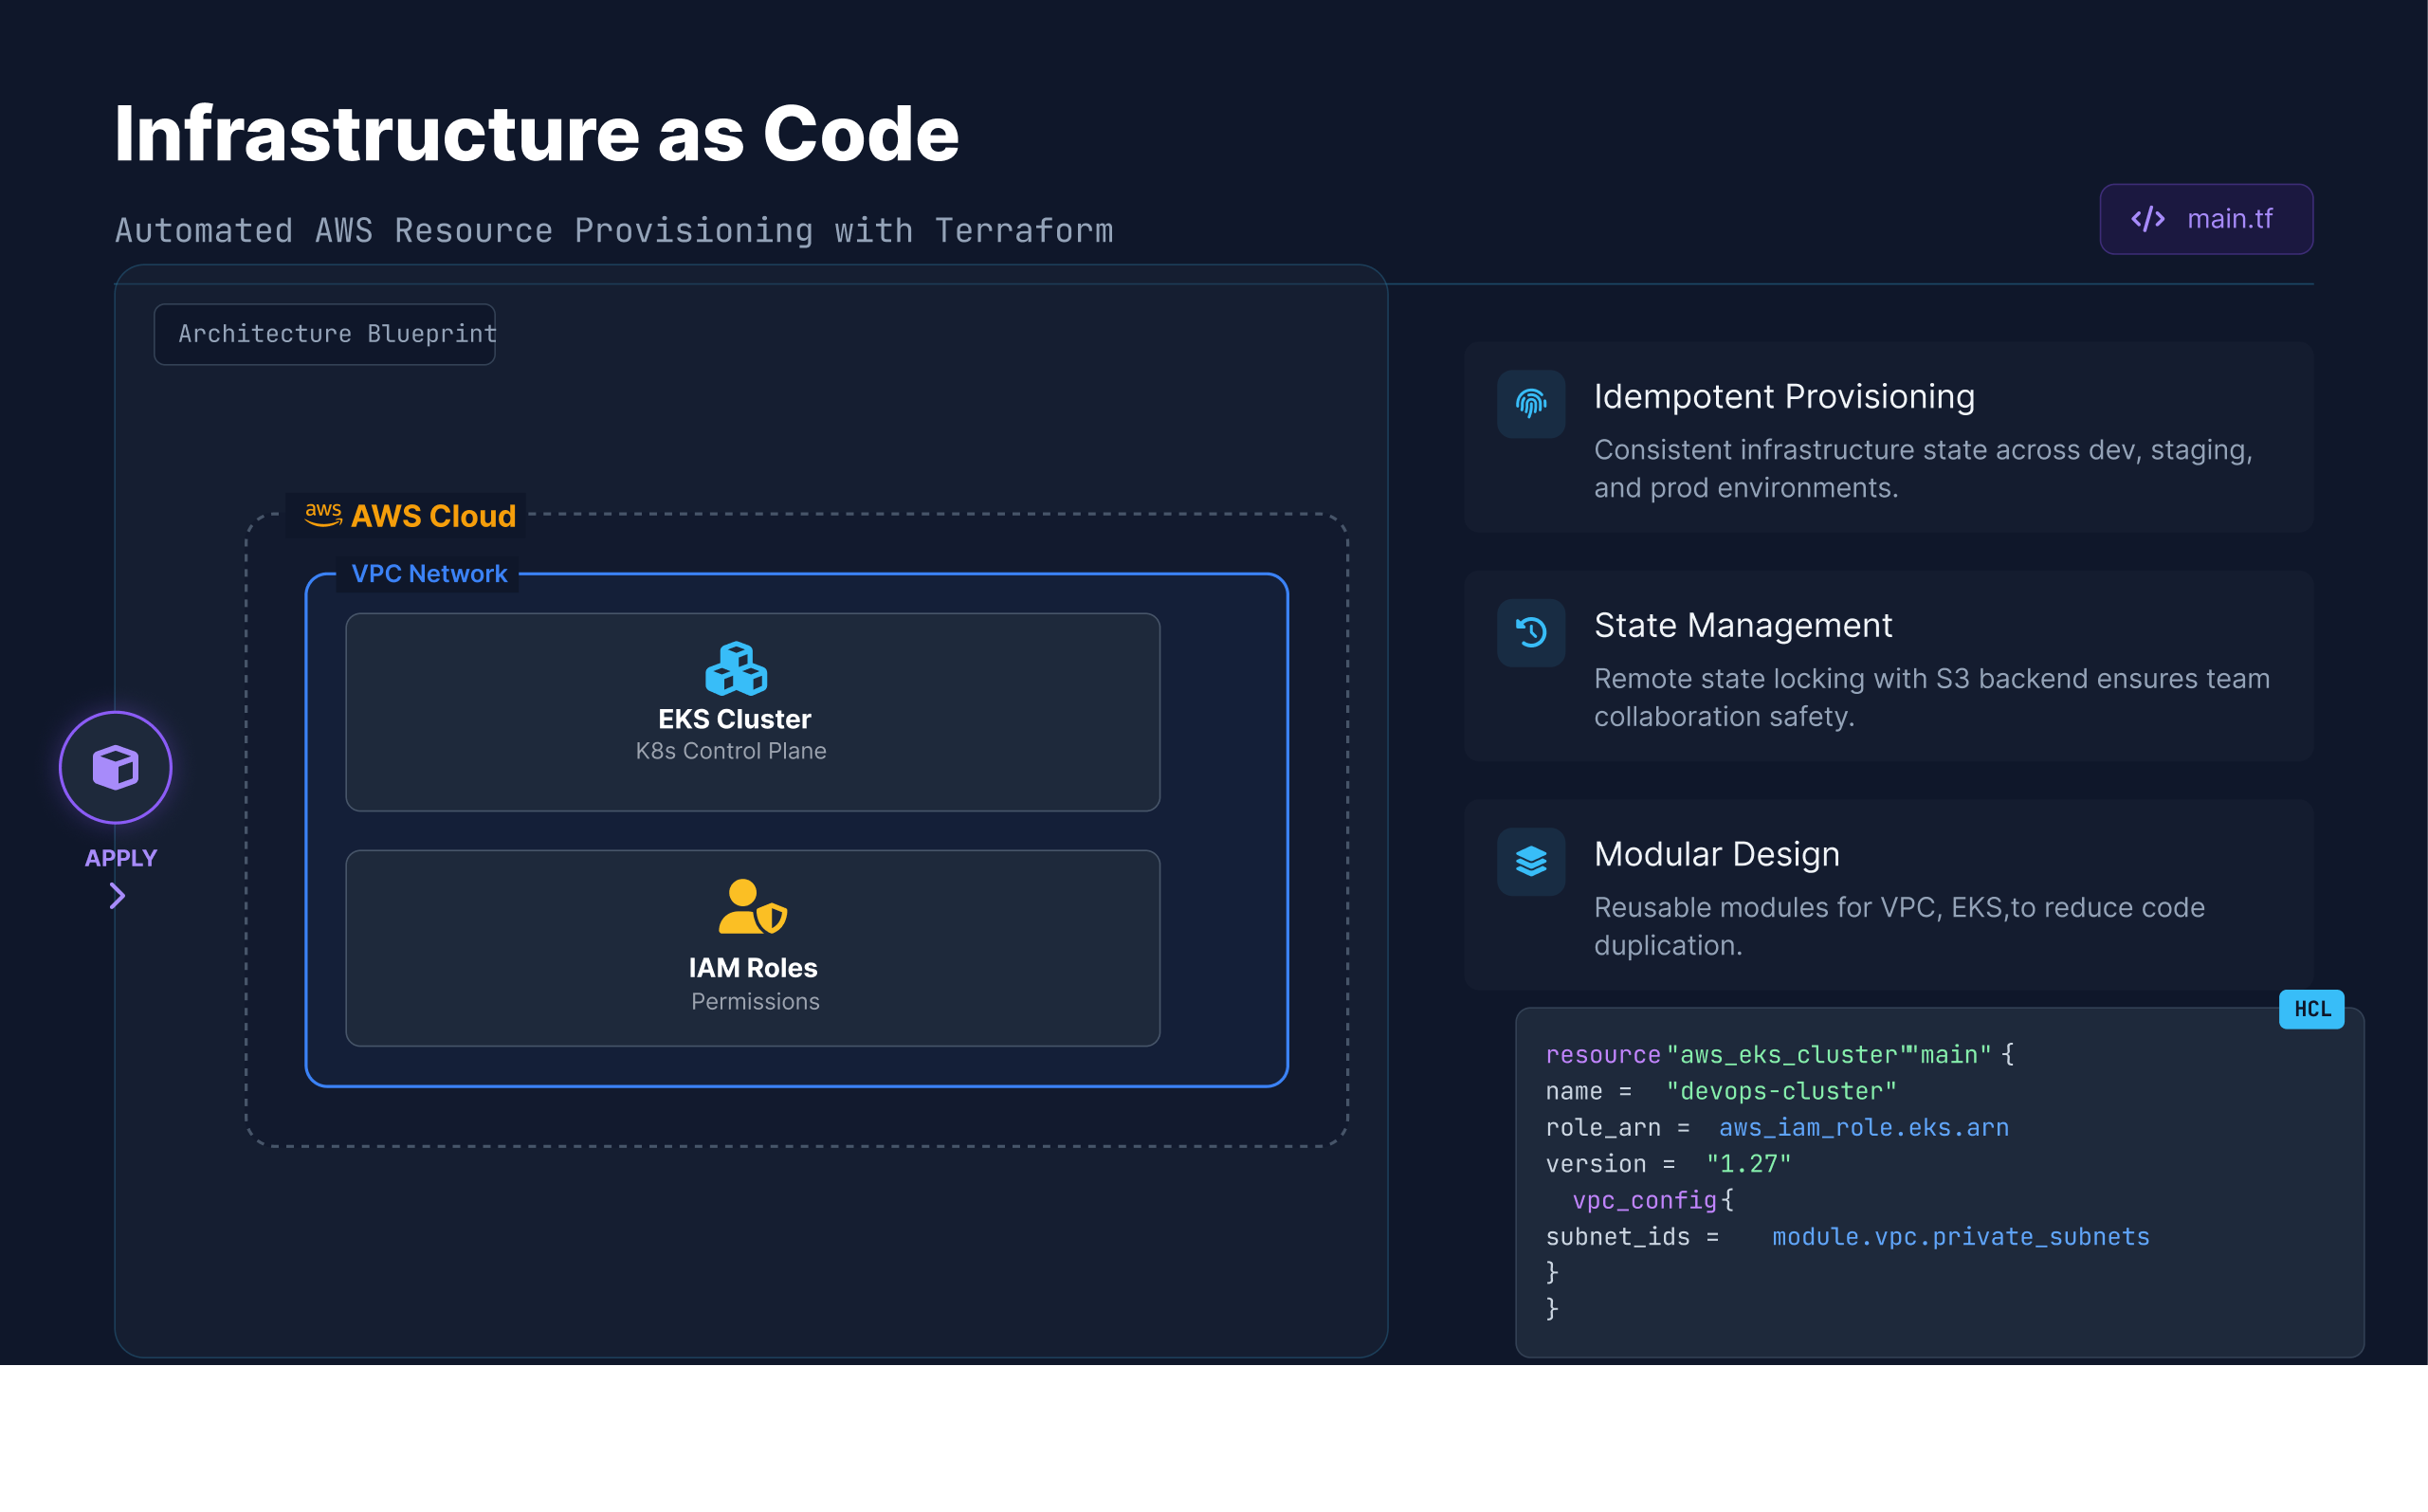 Infrastructure as Code
Automated AWS Resource Provisioning with Terraform
main.tf
Architecture Blueprint
aws AWS Cloud
VPC Network
EKS Cluster
K8s Control Plane
IAM Roles
Permissions
APPLY
Idempotent Provisioning
Consistent infrastructure state across dev, staging,
and prod environments.
State Management
Remote state locking with S3 backend ensures team
collaboration safety.
Modular Design
Reusable modules for VPC, EKS,to reduce code
duplication.
HCL
resource "aws_eks_cluster""main" {
name = "devops-cluster"
role_arn = aws_iam_role.eks.arn
version = "1.27"
vpc_config{
subnet_ids = module.vpc.private_subnets
}
}